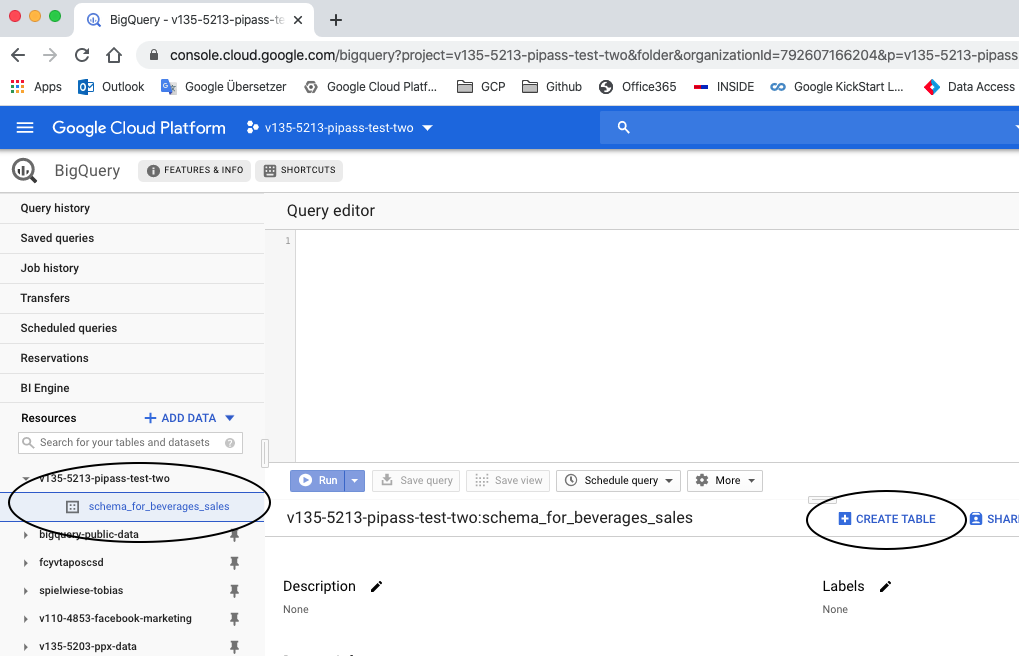 BigQuery - v135-5213-pipass-te
console.cloud.google.com/bigquery?project=v135-5213-pipass-test-two&folder&organizationId=792607166204&p=v135-5213-pipass
Apps Outlook Google Übersetzer Google Cloud Platf... GCP Github Office365 INSIDE Google KickStart L... Data Access
Google Cloud Platform v135-5213-pipass-test-two
BigQuery FEATURES & INFO SHORTCUTS
Query history
Saved queries
Job history
Transfers
Scheduled queries
Reservations
BI Engine
Resources + ADD DATA
Search for your tables and datasets ?
v135-5213-pipass-test-two
schema_for_beverages_sales
bigquery-public-data
fcyvtaposcsd
spielwiese-tobias
v110-4853-facebook-marketing
v135-5203-ppx-data
Query editor
1
Run Save query Save view Schedule query More
v135-5213-pipass-test-two:schema_for_beverages_sales CREATE TABLE SHAR
Description Labels
None None